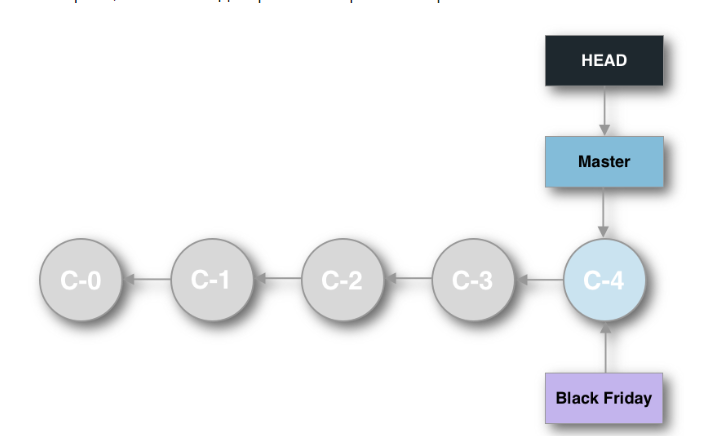 HEAD
Master
C-0
C-1
C-2
C-3
C-4
Black Friday